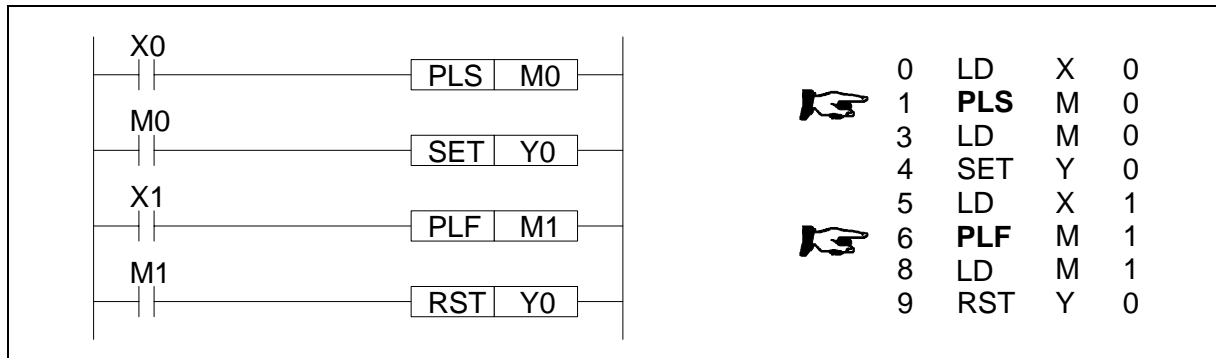 X0
PLS M0
M0
SET Y0
X1
PLF M1
M1
RST Y0
0 LD X 0
1 PLS M 0
3 LD M 0
4 SET Y 0
5 LD X 1
6 PLF M 1
8 LD M 1
9 RST Y 0